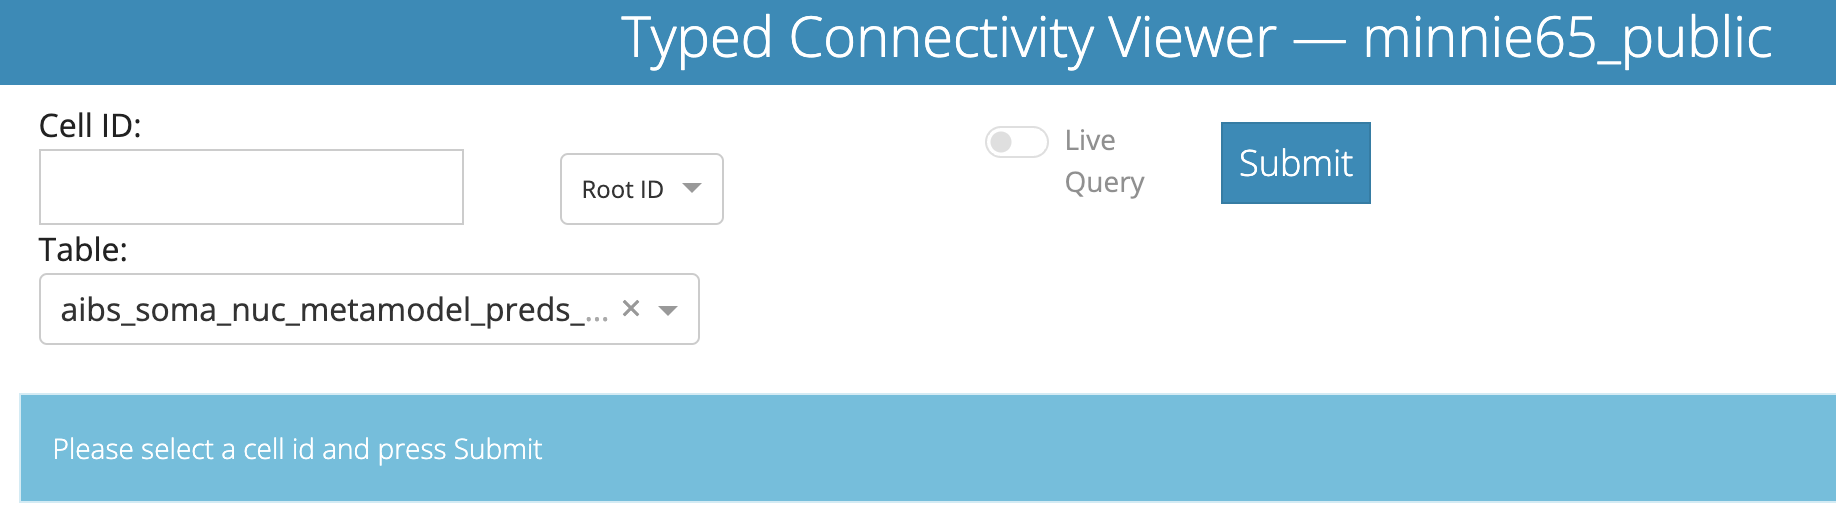 Typed Connectivity Viewer — minnie65_public
Cell ID:
Root ID
Live
Query
Submit
Table:
aibs_soma_nuc_metamodel_preds_...
Please select a cell id and press Submit